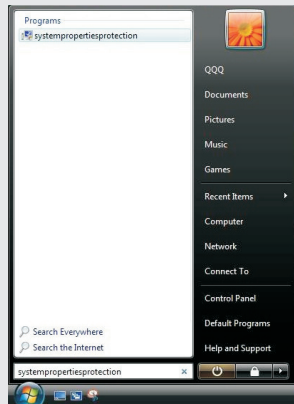 Programs
systempropertiesprotection
Search Everywhere
Search the Internet
systempropertiesprotection
QQQ
Documents
Pictures
Music
Games
Recent Items
Computer
Network
Connect To
Control Panel
Default Programs
Help and Support